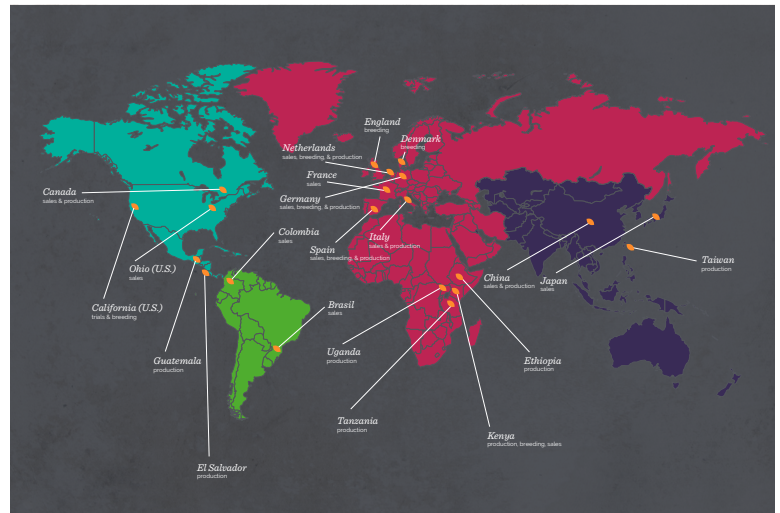 England
breeding
Denmark
breeding
Netherlands
sales, breeding, & production
France
sales
Germany
sales, breeding, & production
Canada
sales & production
Colombia
sales
Italy
sales & production
Spain
sales, breeding, & production
Ohio (U.S.)
sales
China
sales & production
Japan
sales
Taiwan
production
California (U.S.)
trials & breeding
Brasil
sales
Guatemala
production
Uganda
production
Ethiopia
production
Tanzania
production
Kenya
production, breeding, sales
El Salvador
production